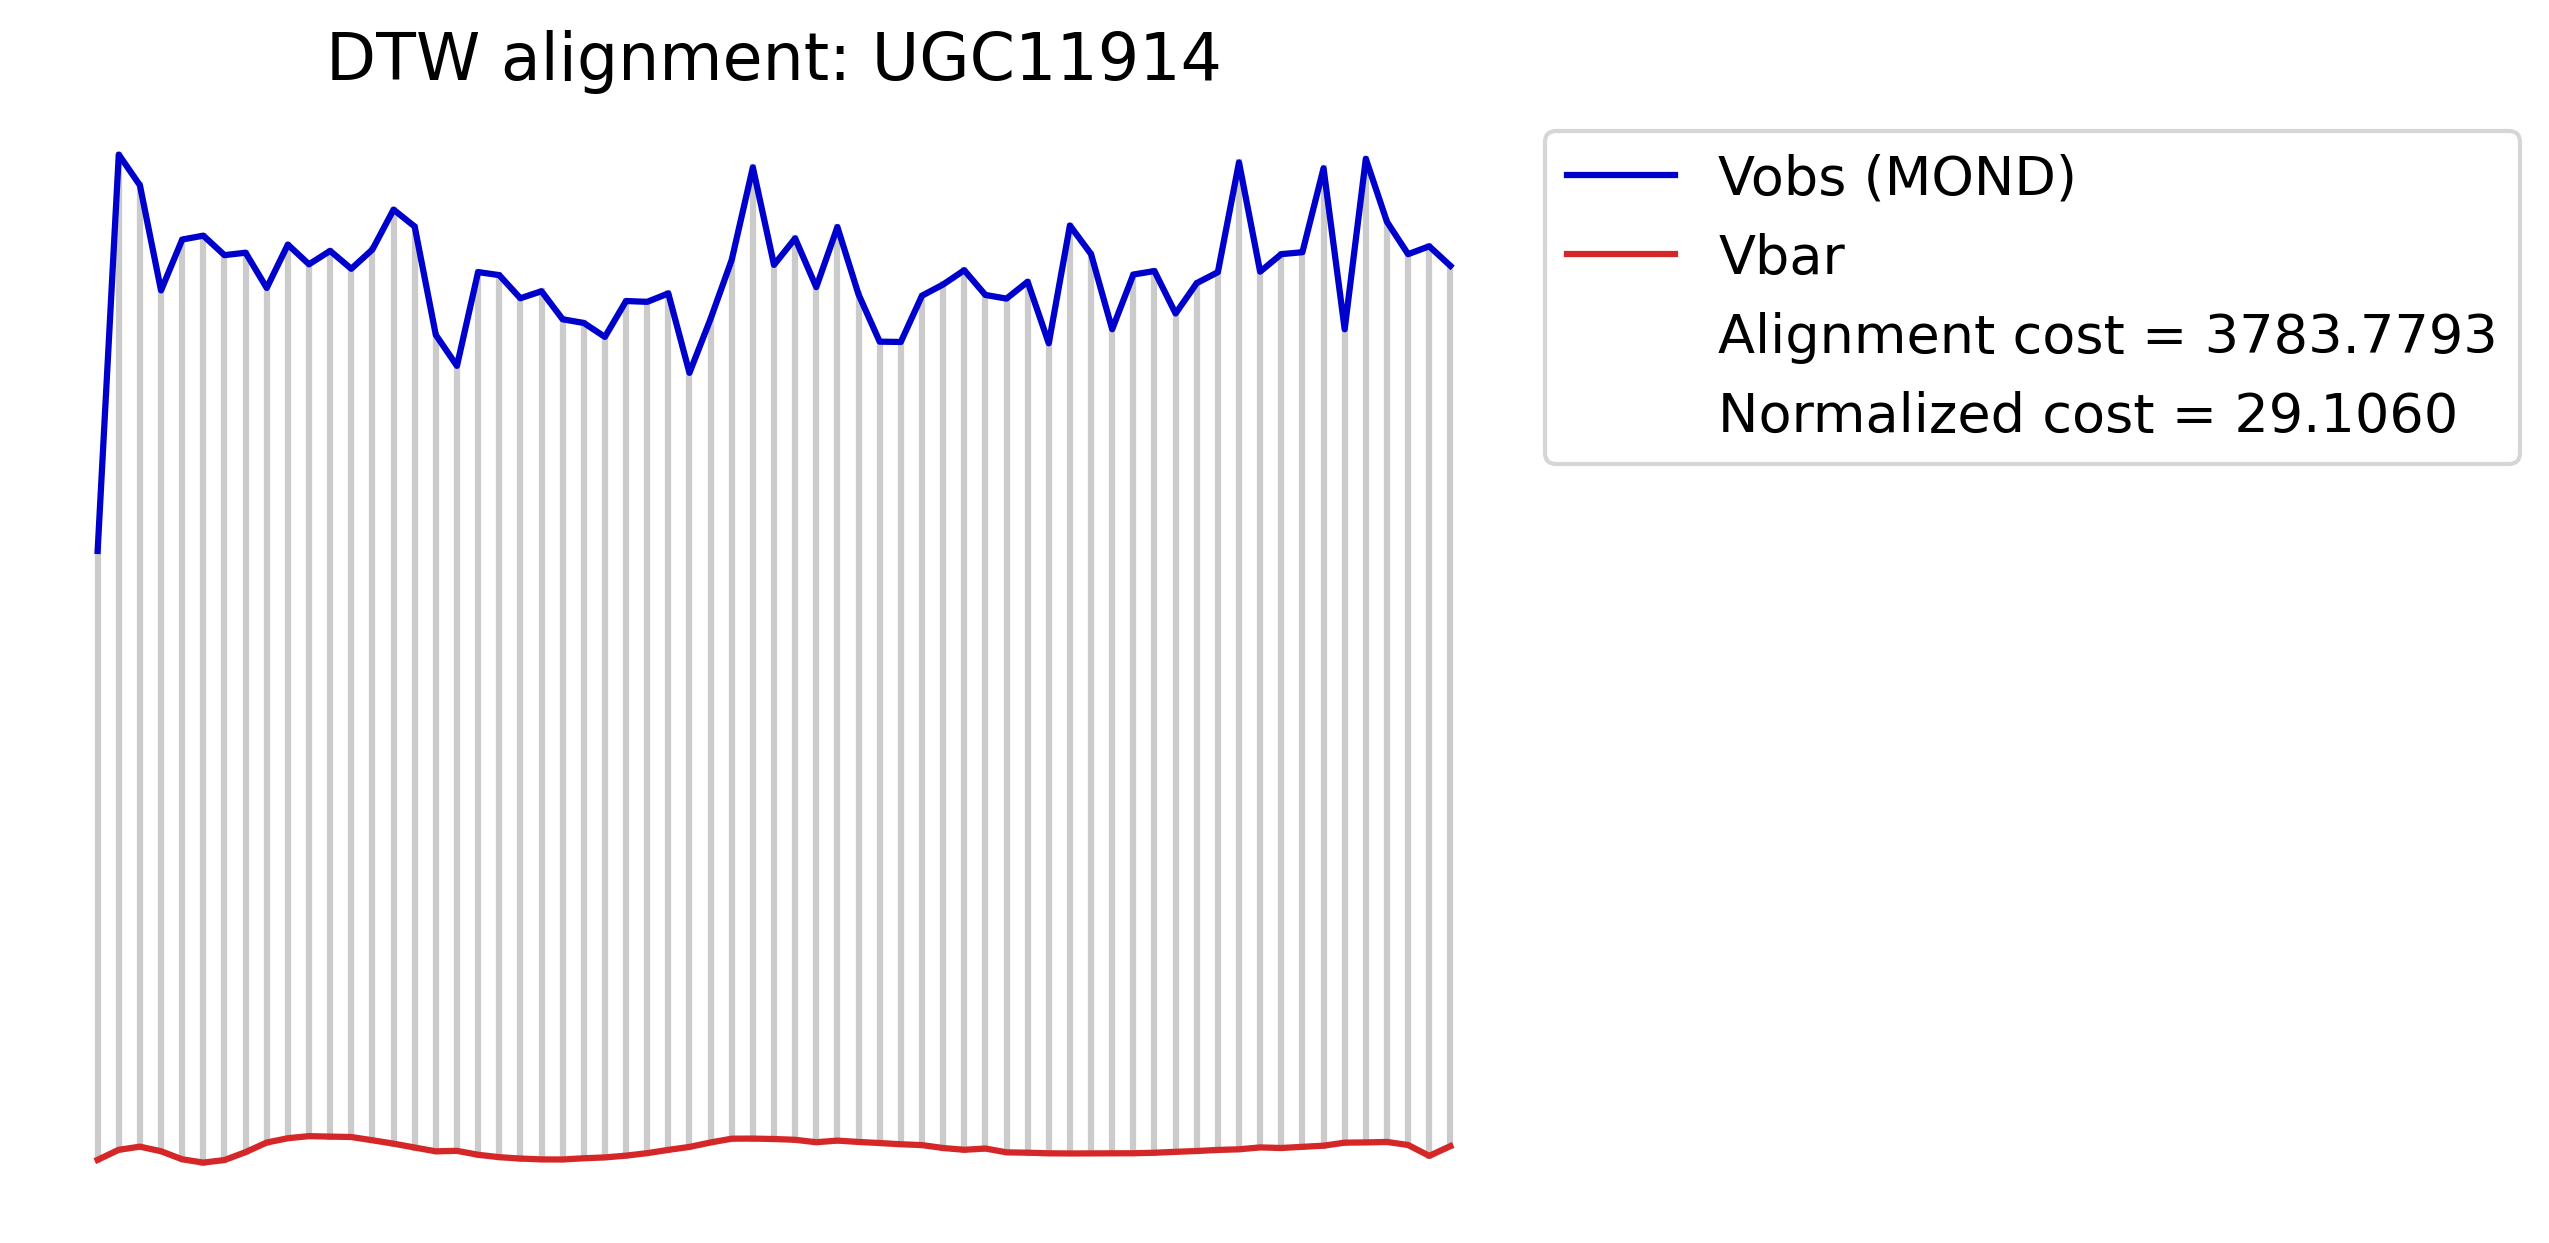 DTW alignment: UGC11914
Vobs (MOND)
Vbar
Alignment cost = 3783.7793
Normalized cost = 29.1060